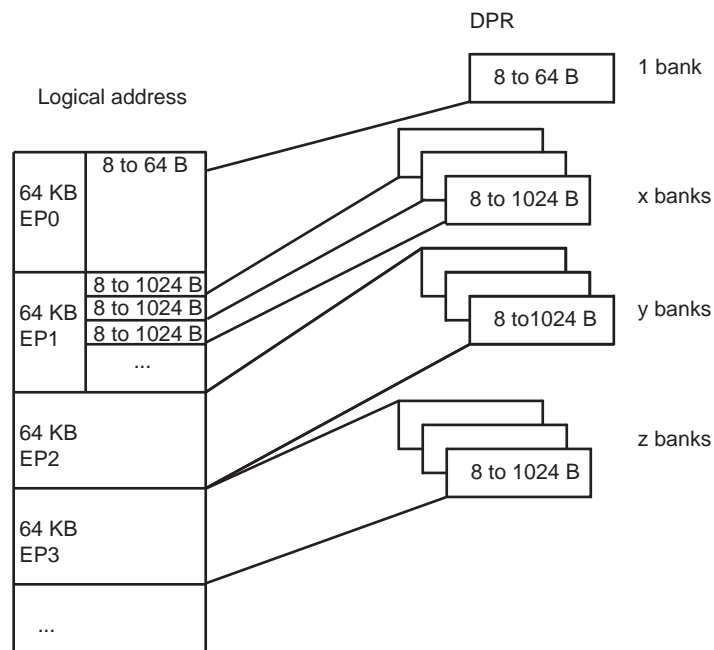 DPR
8 to 64 B
1 bank
Logical address
8 to 64 B
64 KB
EP0
8 to 1024 B
x banks
8 to 1024 B
8 to 1024 B
8 to 1024 B
...
64 KB
EP1
8 to1024 B
y banks
64 KB
EP2
z banks
8 to 1024 B
64 KB
EP3
...